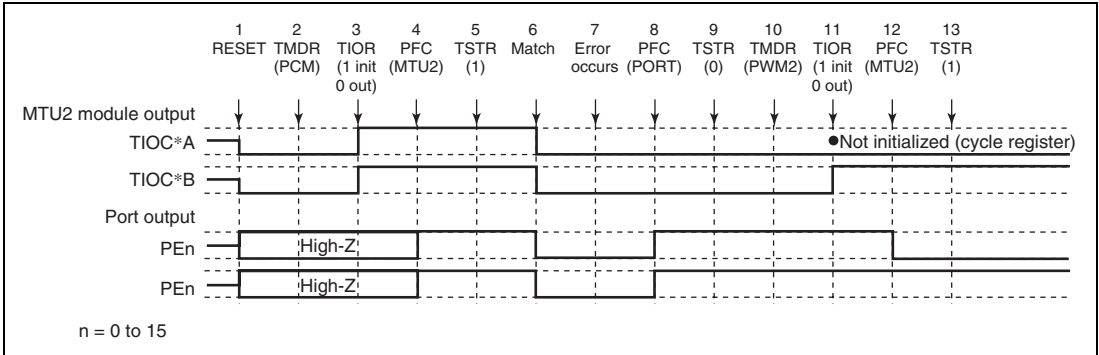 1 2 3 4 5 6 7 8 9 10 11 12 13
RESET TMDR TIOR PFC TSTR Match Error PFC TSTR TMDR TIOR PFC TSTR
(PCM) (1 init (MTU2) (1) occurs (PORT) (0) (PWM2) (1 init (MTU2) (1)
0 out) 0 out)
MTU2 module output
TIOC*A ●Not initialized (cycle register)
TIOC*B
Port output
PEn High-Z
PEn High-Z
n = 0 to 15